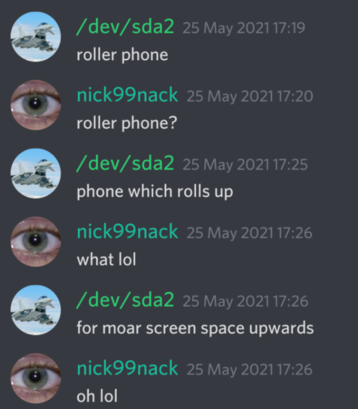 /dev/sda2 25 May 2021 17:19
roller phone
nick99nack 25 May 2021 17:20
roller phone?
/dev/sda2 25 May 2021 17:25
phone which rolls up
nick99nack 25 May 2021 17:26
what lol
/dev/sda2 25 May 2021 17:26
for moar screen space upwards
nick99nack 25 May 2021 17:26
oh lol